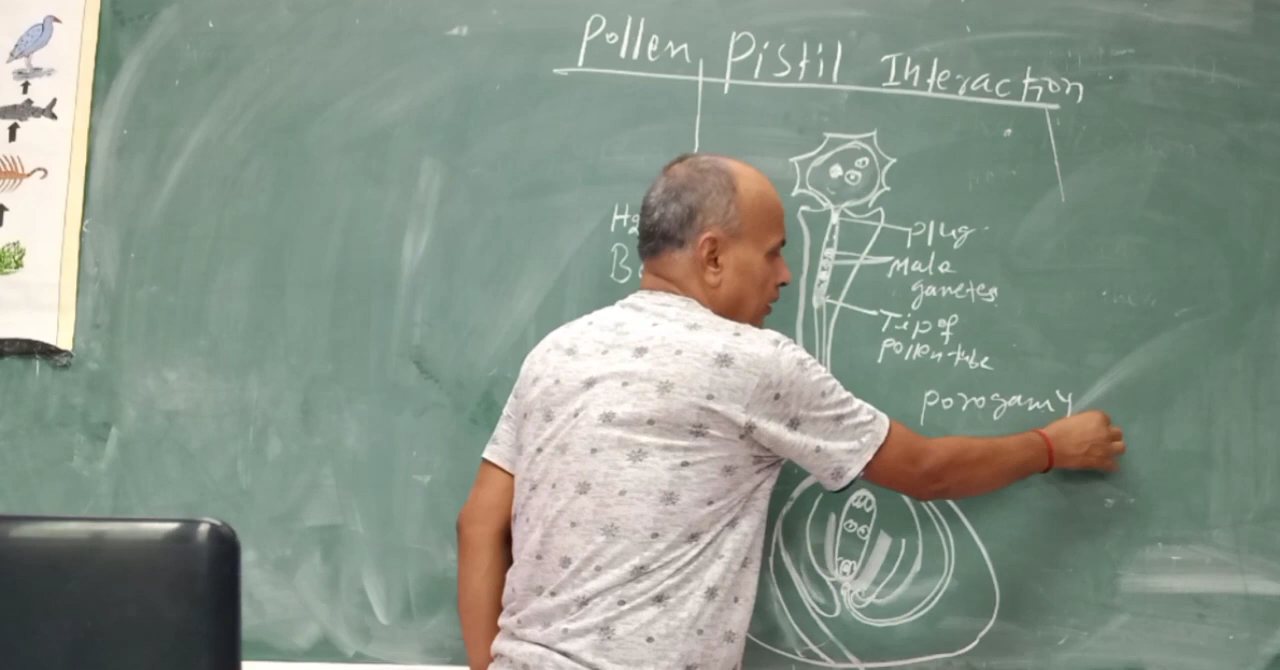 Pollen Pistil Interaction
Plug
Male
gametes
Tip of
pollen tube
Porogamy